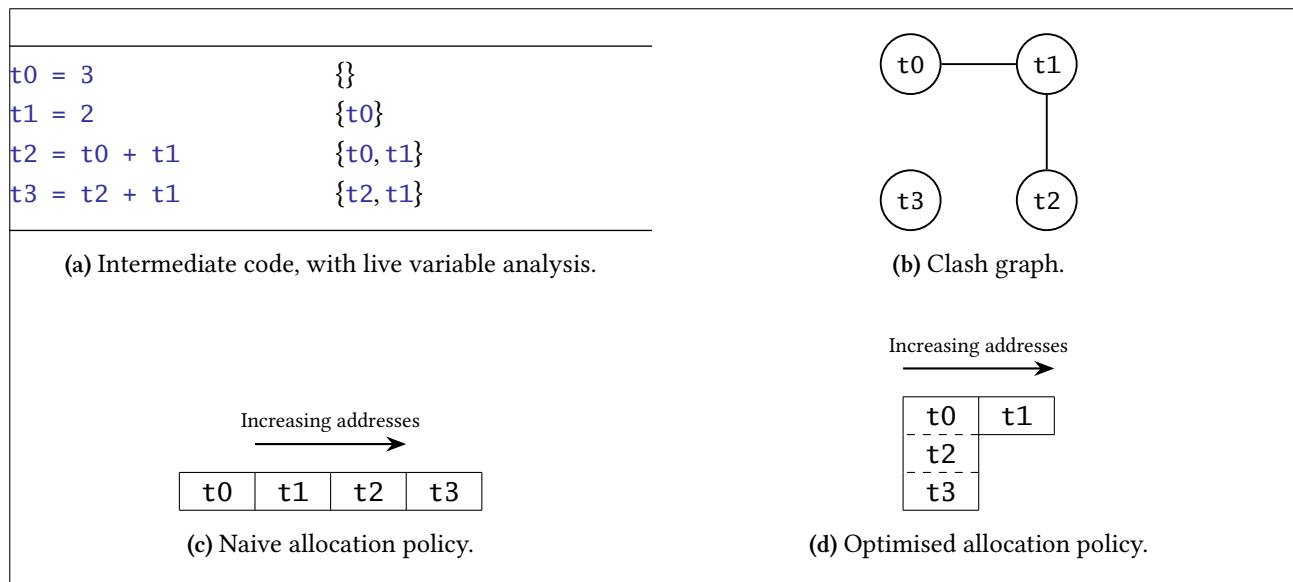 t0 = 3 {}
t1 = 2 {t0}
t2 = t0 + t1 {t0, t1}
t3 = t2 + t1 {t2, t1}
(a) Intermediate code, with live variable analysis.
t0 t1
t3 t2
(b) Clash graph.
Increasing addresses
t0 t1 t2 t3
(c) Naive allocation policy.
Increasing addresses
t0 t1
t2
t3
(d) Optimised allocation policy.